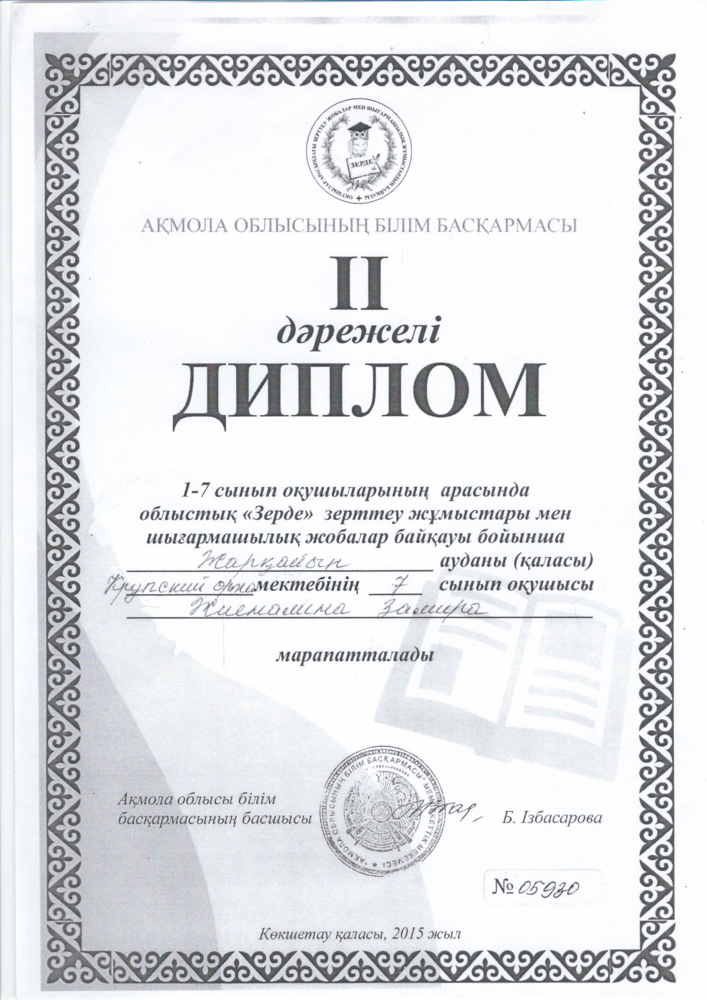 ОҚУШЫЛАР АРАСЫНДАҒЫ ЗЕРТТЕУ ЖОБАЛАР МЕН ШЫҒАРМАШЫЛЫҚ ЖҰМЫСТАРДЫҢ БАЙҚАУЫ
ЗЕРДЕ
АҚМОЛА ОБЛЫСЫНЫҢ БІЛІМ БАСҚАРМАСЫ
II
дәрежелі
ДИПЛОМ
1-7 сынып оқушыларының арасында
облыстық «Зерде» зерттеу жұмыстары мен
шығармашылық жобалар байқауы бойынша
Жарқайын ауданы (қаласы)
Крупский орта мектебінің 7 сынып оқушысы
Жиеналина Замира
марапатталады
"АҚМОЛА ОБЛЫСЫНЫҢ БІЛІМ БАСҚАРМАСЫ" МЕМЛЕКЕТТІК МЕКЕМЕСІ
Ақмола облысы білім
басқармасының басшысы Б. Ізбасарова
№ 05930
Көкшетау қаласы, 2015 жыл